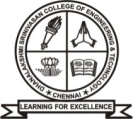 DHANALAKSHMI SRINIVASAN COLLEGE OF ENGINEERING & TECHNOLOGY
* CHENNAI *
LEARNING FOR EXCELLENCE